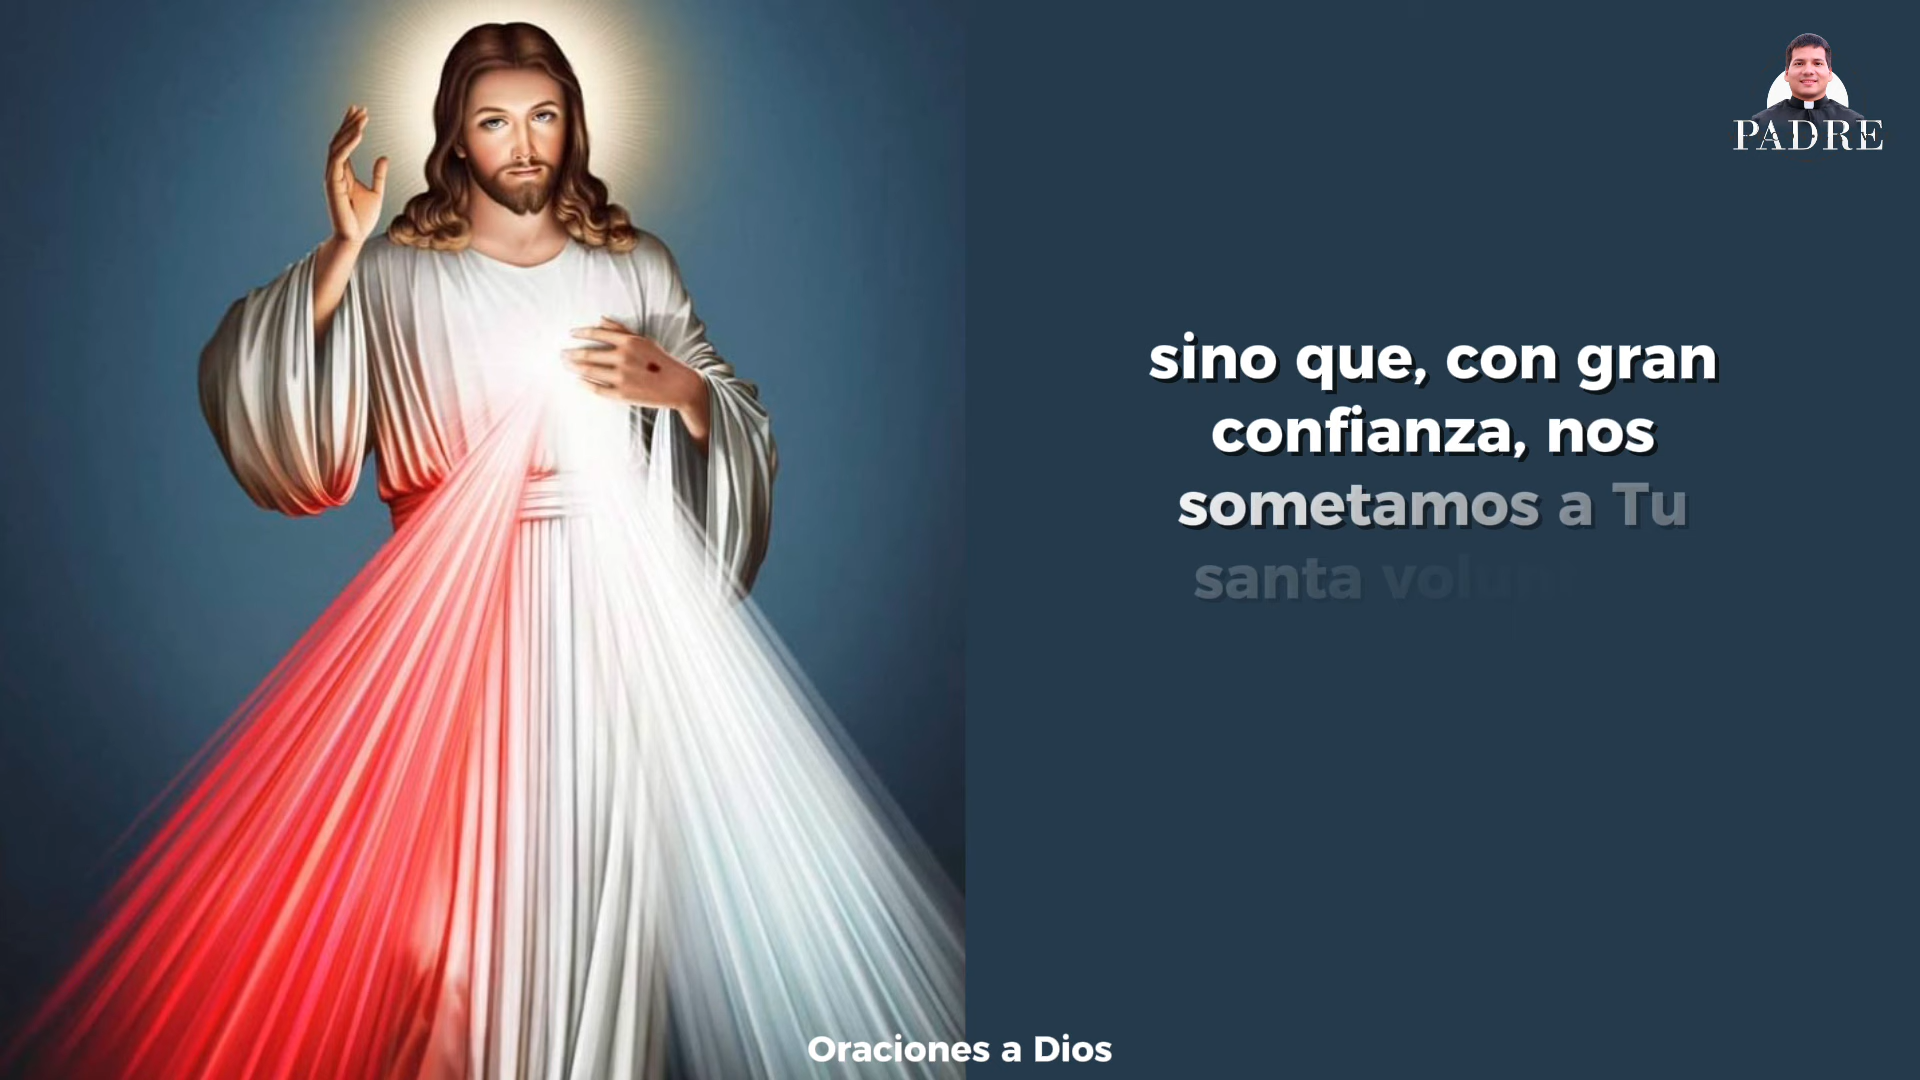 PADRE
sino que, con gran
confianza, nos
sometamos a Tu
santa
Oraciones a Dios